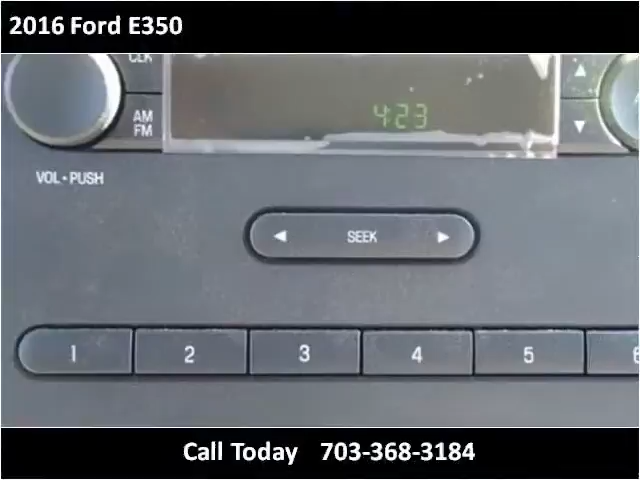 2016 Ford E350
CLK
AM
FM
4:23
VOL • PUSH
SEEK
1 2 3 4 5 6
Call Today 703-368-3184